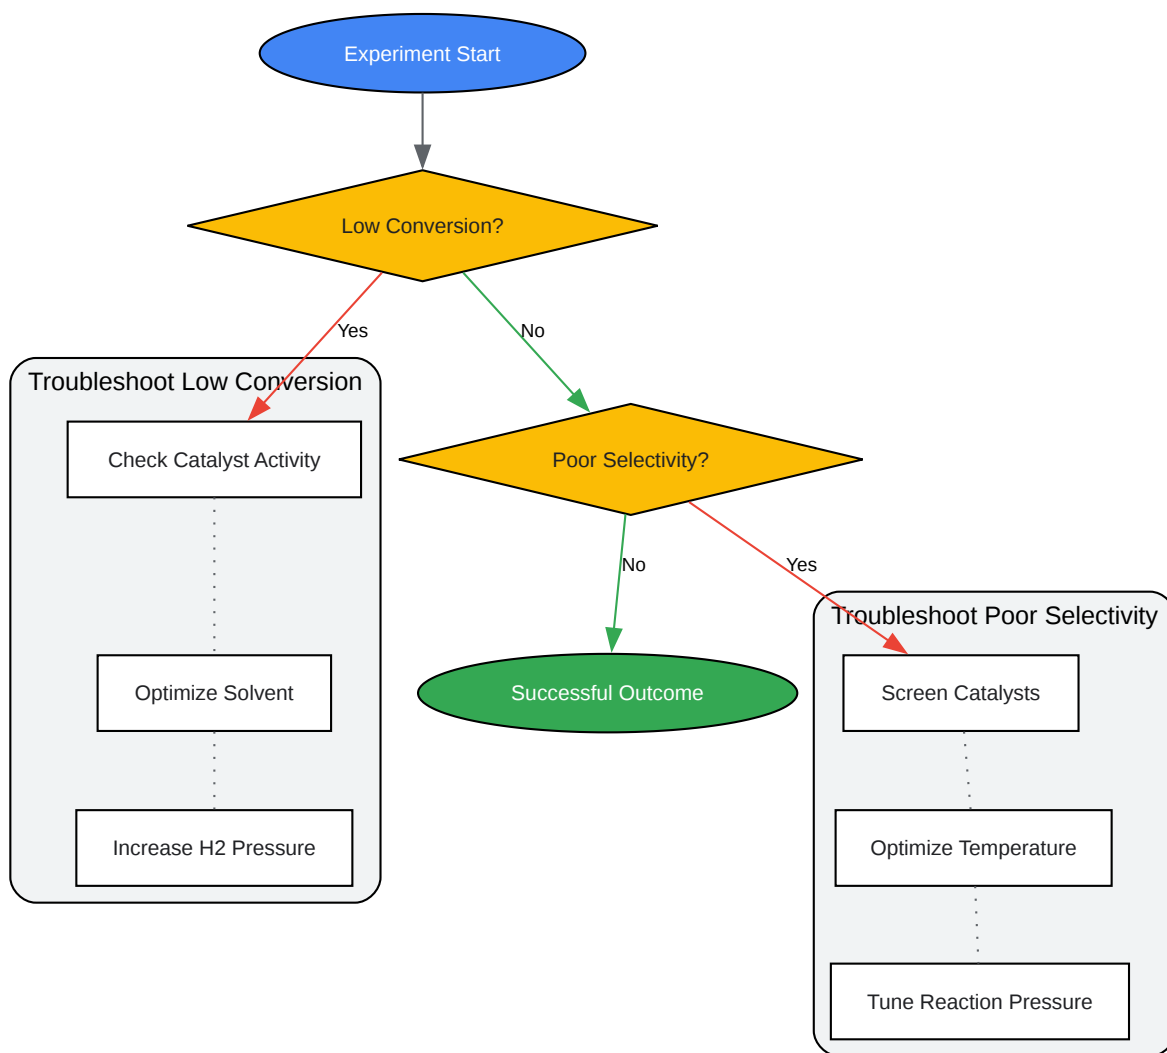 Experiment Start
Low Conversion?
Yes
No
Troubleshoot Low Conversion
Check Catalyst Activity
Optimize Solvent
Increase H2 Pressure
Poor Selectivity?
No
Yes
Successful Outcome
Troubleshoot Poor Selectivity
Screen Catalysts
Optimize Temperature
Tune Reaction Pressure